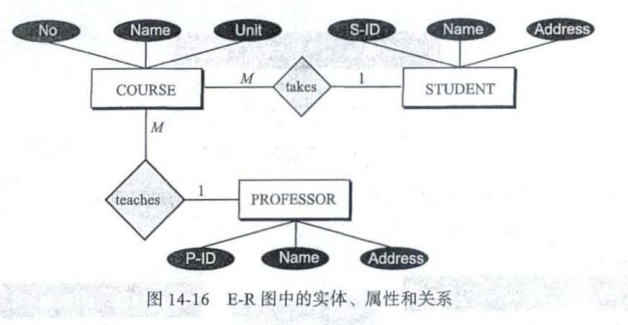 No Name Unit S-ID Name Address
COURSE M takes 1 STUDENT
M
teaches 1 PROFESSOR
P-ID Name Address
图 14-16 E-R 图中的实体、属性和关系